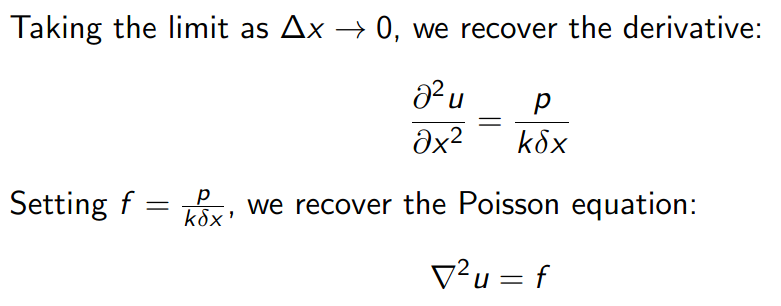 Taking the limit as Δx → 0, we recover the derivative:
∂²u/∂x² = p/kδx
Setting f = p/kδx, we recover the Poisson equation:
∇²u = f